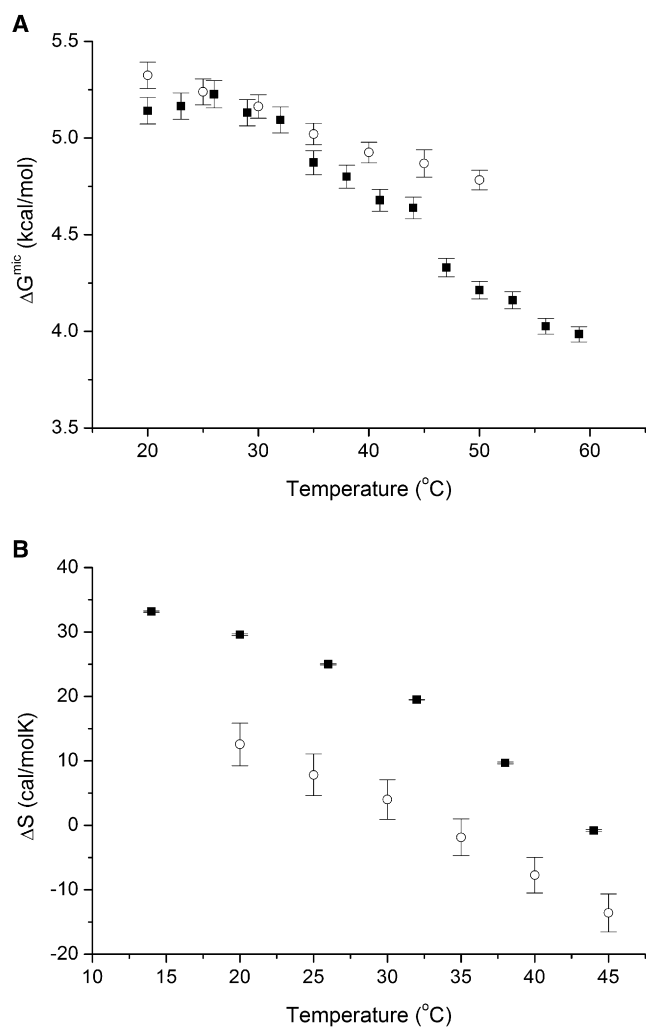 A
5.5
5.0
4.5
4.0
3.5
ΔG^mic (kcal/mol)
20 30 40 50 60
Temperature (°C)
B
40
30
20
10
0
-10
-20
ΔS (cal/molK)
10 15 20 25 30 35 40 45
Temperature (°C)